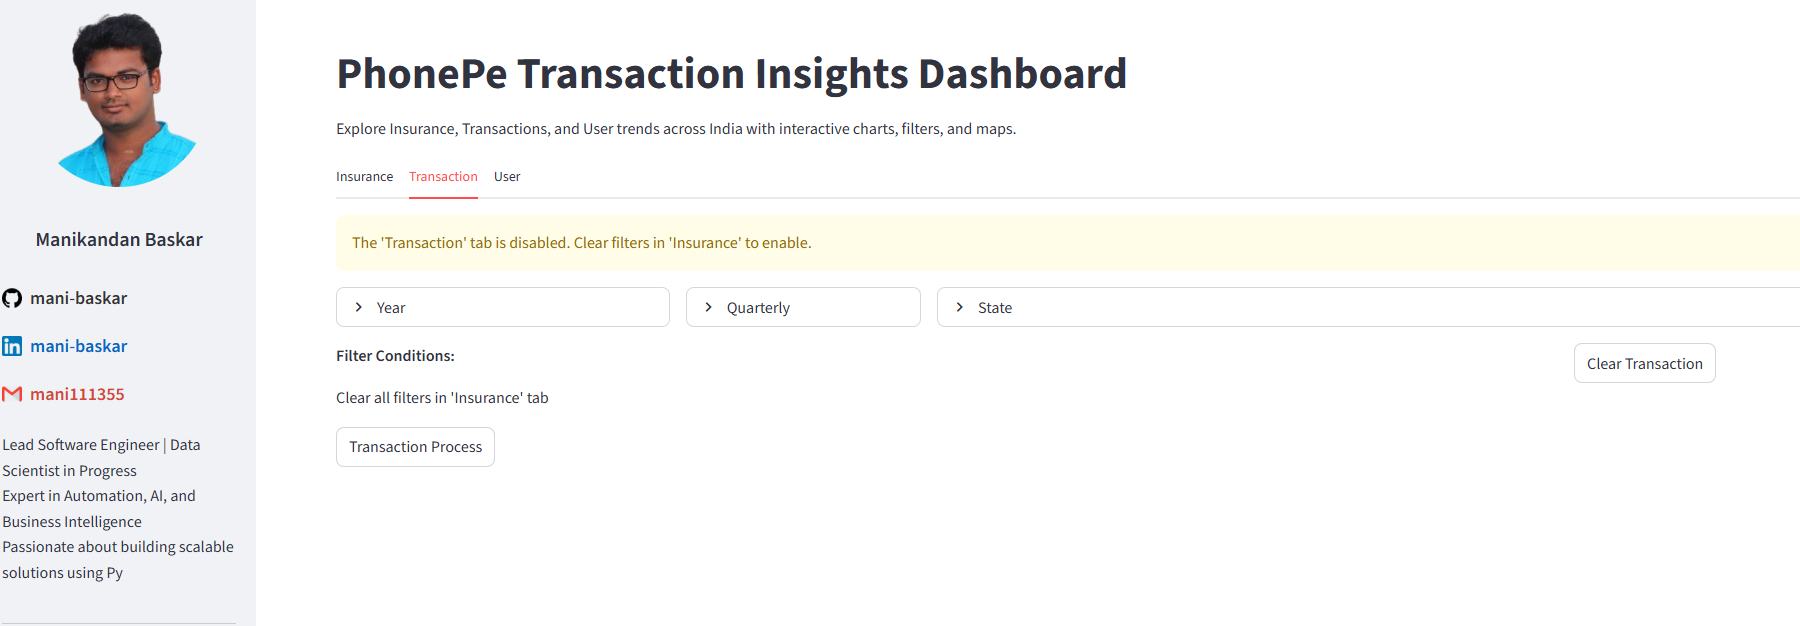 PhonePe Transaction Insights Dashboard
Explore Insurance, Transactions, and User trends across India with interactive charts, filters, and maps.
Insurance Transaction User
The 'Transaction' tab is disabled. Clear filters in 'Insurance' to enable.
Year Quarterly State
Filter Conditions:
Clear Transaction
Clear all filters in 'Insurance' tab
Transaction Process
Manikandan Baskar
mani-baskar
in mani-baskar
mani111355
Lead Software Engineer | Data
Scientist in Progress
Expert in Automation, AI, and
Business Intelligence
Passionate about building scalable
solutions using Py